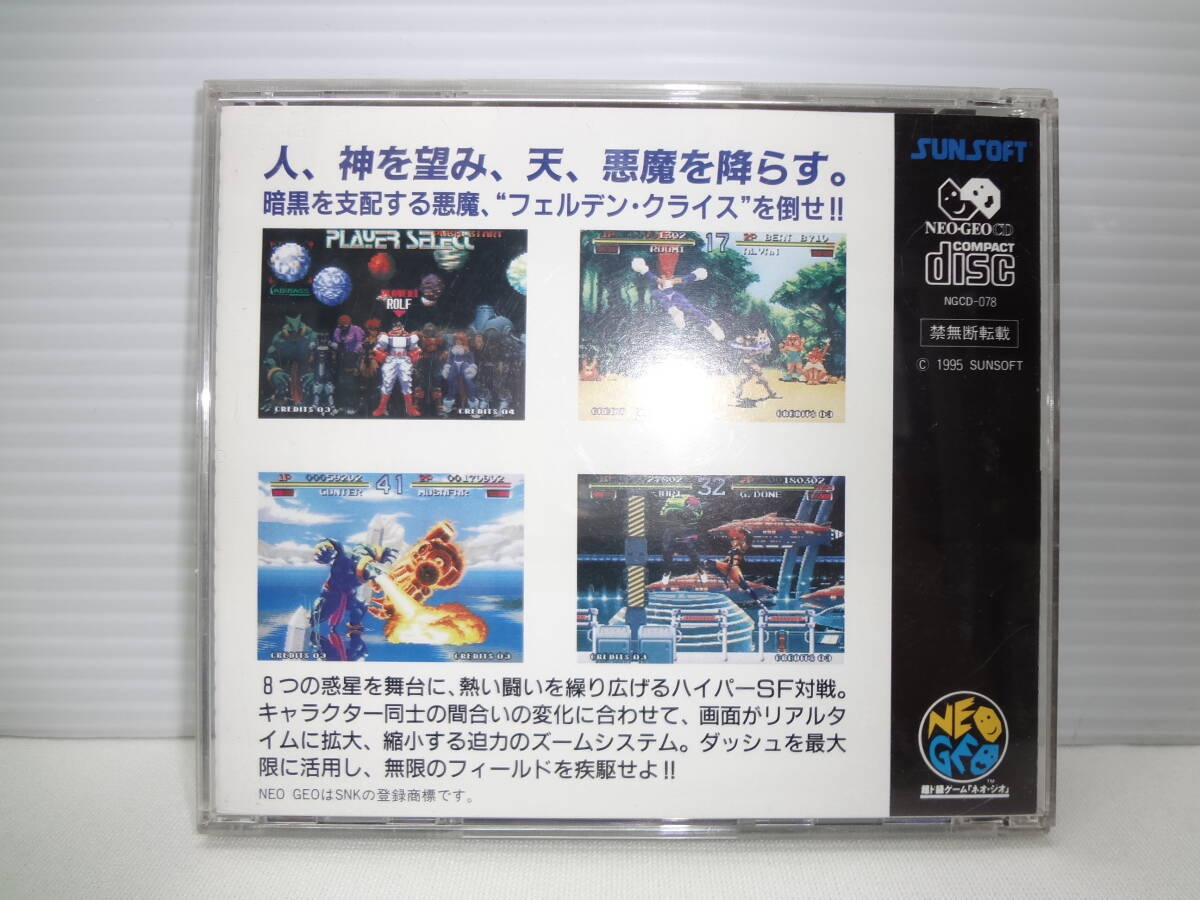 人、神を望み、天、悪魔を降らす。
暗黒を支配する悪魔、“フェルデン・クライス”を倒せ!!
PLAYER SELECT
ROLF
CREDITS 03
CREDITS 04
ROOMI
17
2P
CREDITS 03
1P 00059202
41
2P 00179902
GUNTER
MUSAFAR
CREDITS 03
CREDITS 03
27802
32
00180302
G. DONE
CREDITS 03
CREDITS 03
8つの惑星を舞台に、熱い闘いを繰り広げるハイパーSF対戦。
キャラクター同士の間合いの変化に合わせて、画面がリアルタ
イムに拡大、縮小する迫力のズームシステム。ダッシュを最大
限に活用し、無限のフィールドを疾駆せよ!!
NEO GEOはSNKの登録商標です。
SUNSOFT
NEO・GEO CD
COMPACT
disc
NGCD-078
禁無断転載
© 1995 SUNSOFT
NEO
GEO
TM
超ド級ゲーム「ネオ・ジオ」